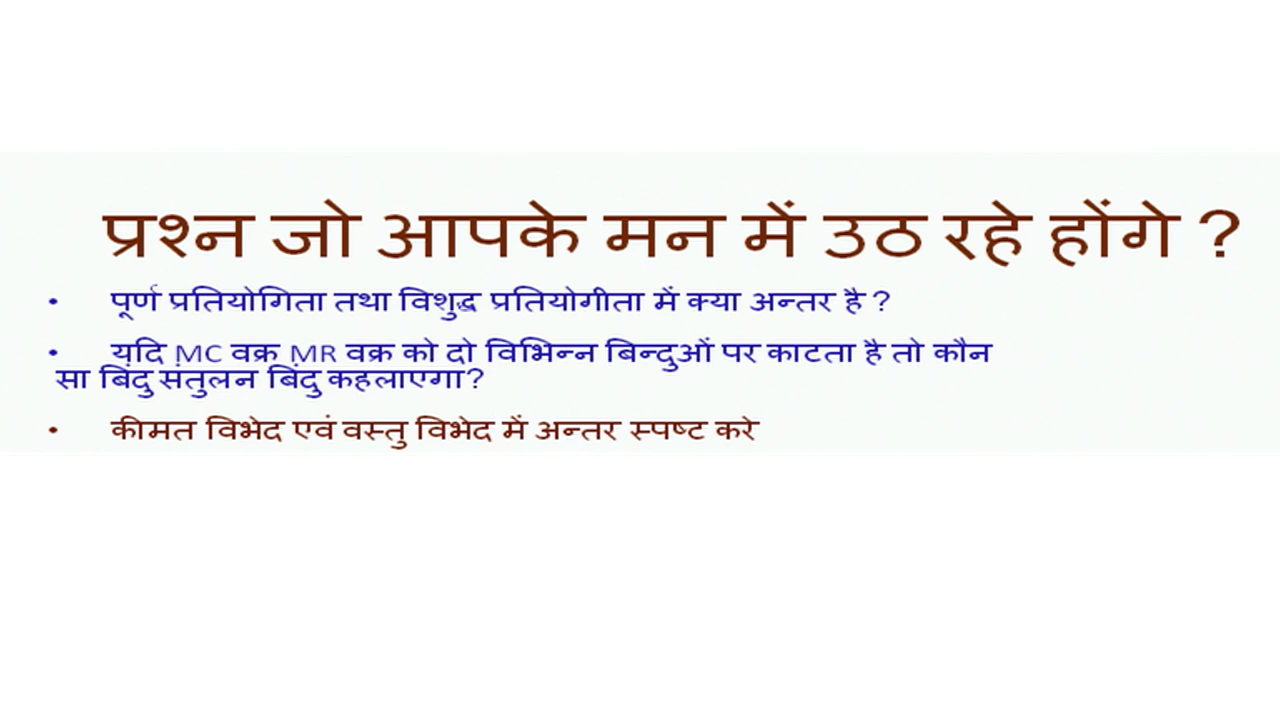 प्रश्न जो आपके मन में उठ रहे होंगे ?
• पूर्ण प्रतियोगिता तथा विशुद्ध प्रतियोगीता में क्या अन्तर है ?
• यदि MC वक्र MR वक्र को दो विभिन्न बिन्दुओं पर काटता है तो कौन
सा बिंदु संतुलन बिंदु कहलाएगा?
• कीमत विभेद एवं वस्तु विभेद में अन्तर स्पष्ट करे